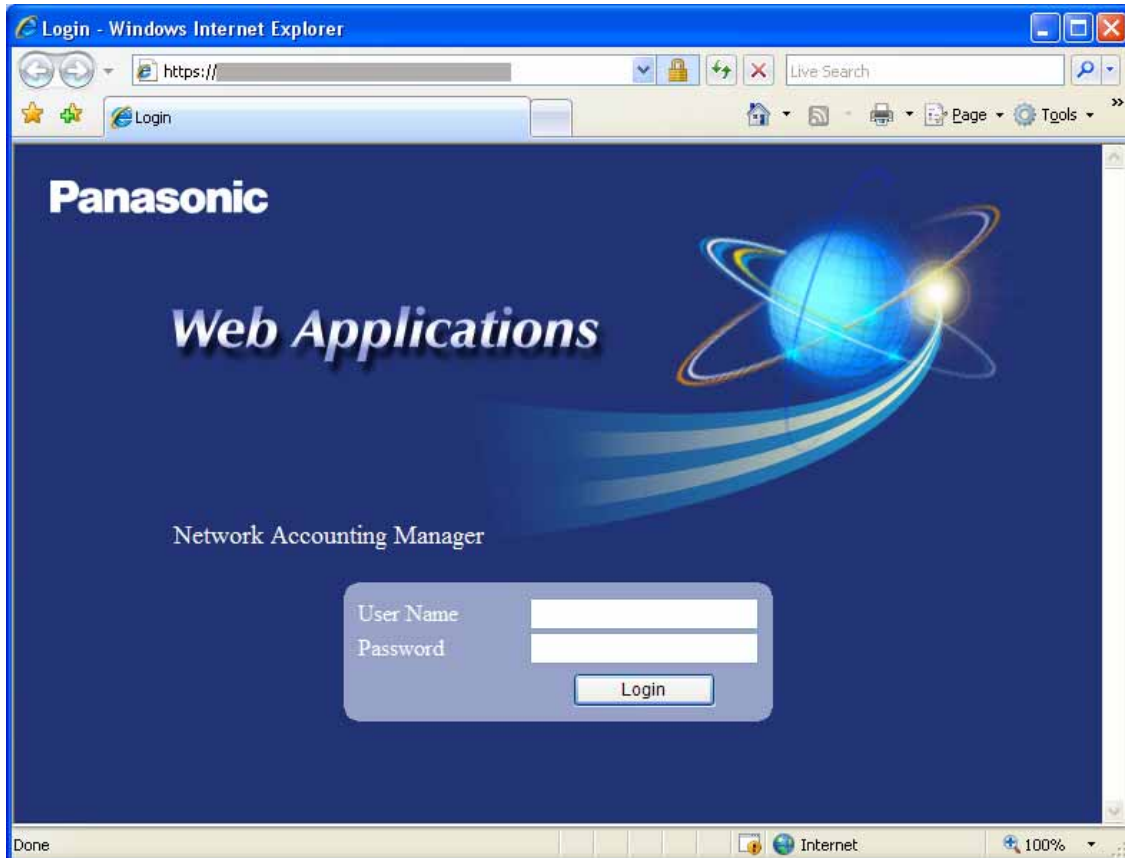 Login - Windows Internet Explorer
https://
Live Search
Login
Page
Tools
»
Panasonic
Web Applications
Network Accounting Manager
User Name
Password
Login
Done
Internet
100%